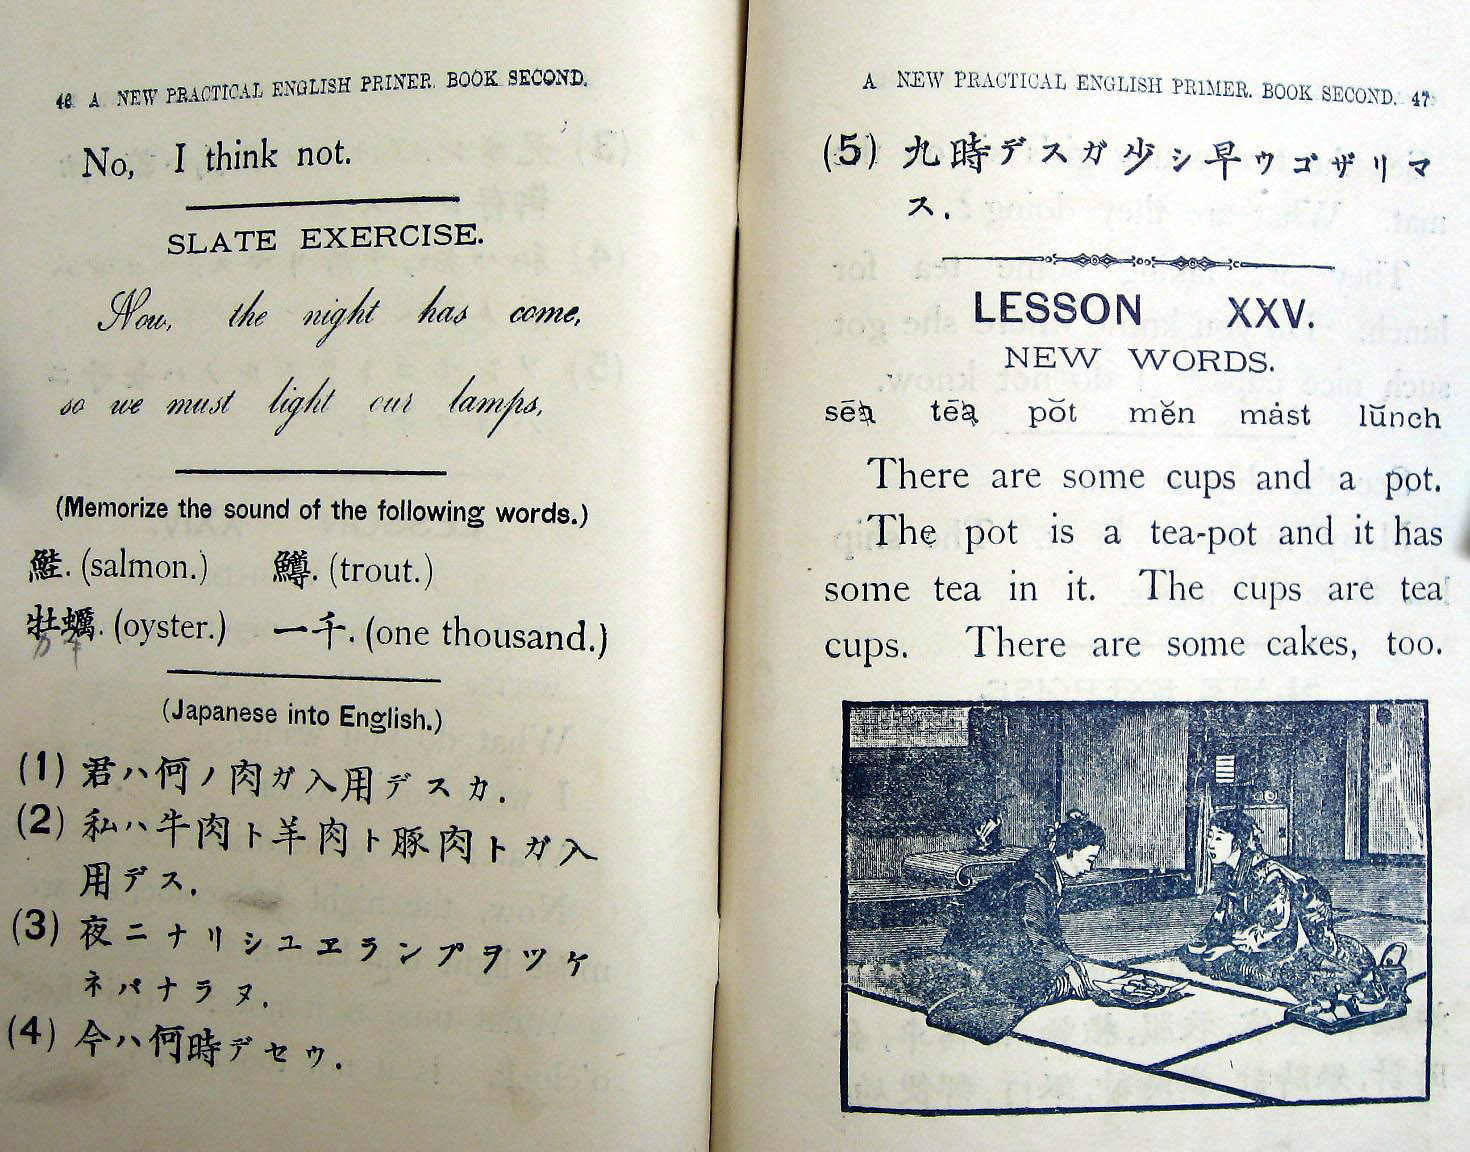 46 A NEW PRACTICAL ENGLISH PRINER. BOOK SECOND.
No, I think not.
SLATE EXERCISE.
Now, the night has come,
so we must light our lamps,
(Memorize the sound of the following words.)
鮭. (salmon.) 鱒. (trout.)
牡蠣. (oyster.) 一千. (one thousand.)
カキ
(Japanese into English.)
(1) 君ハ何ノ肉ガ入用デスカ.
(2) 私ハ牛肉ト羊肉ト豚肉トガ入
用デス.
(3) 夜ニナリシユヱランプヲツケ
ネバナラヌ.
(4) 今ハ何時デセウ.
A NEW PRACTICAL ENGLISH PR1MER. BOOK SECOND. 47
(5) 九時デスガ少シ早ウゴザリマ
ス.
LESSON XXV.
NEW WORDS.
sēa tēa pŏt mĕn màst lŭnch
There are some cups and a pot.
The pot is a tea-pot and it has
some tea in it. The cups are tea
cups. There are some cakes, too.